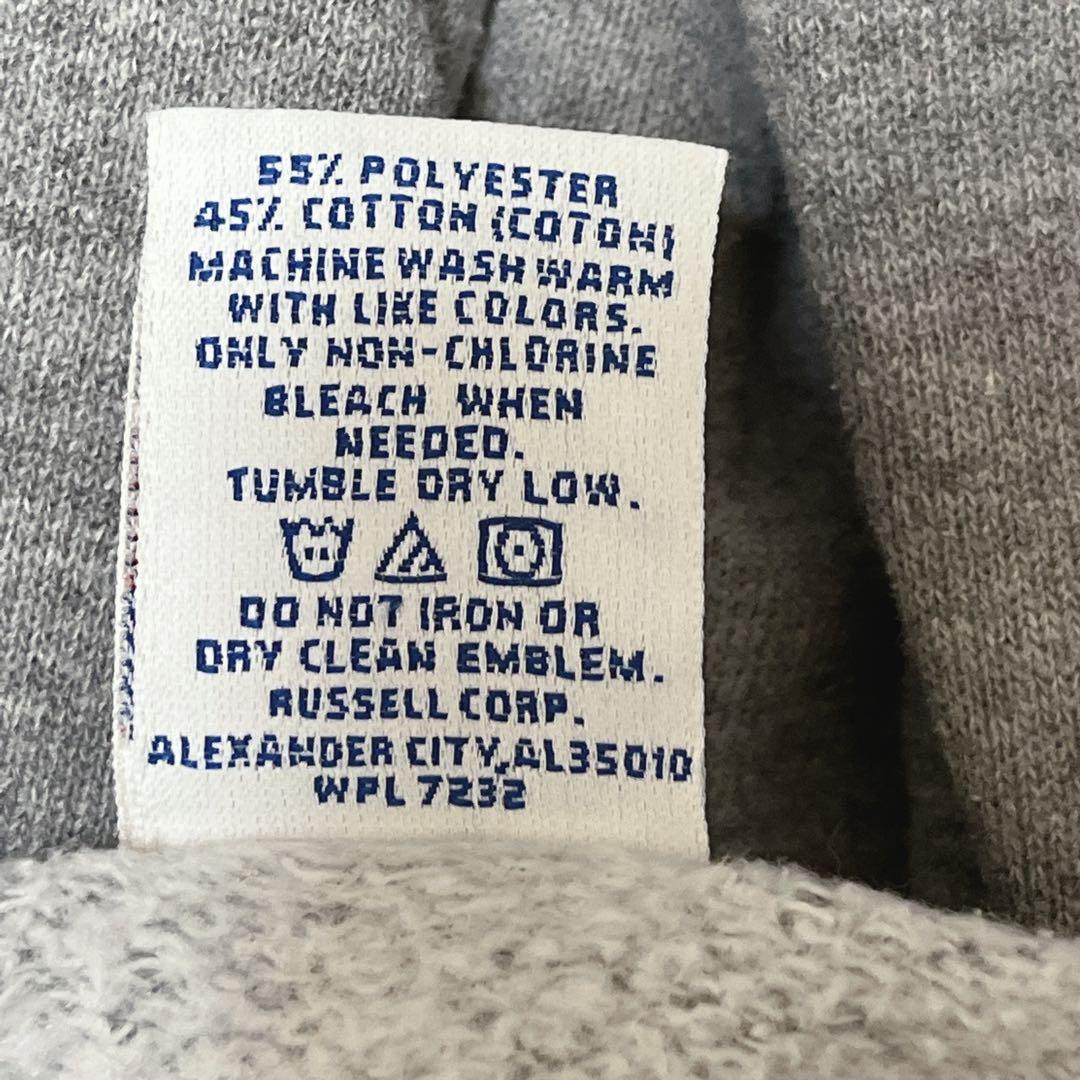 55% POLYESTER
45% COTTON (COTON)
MACHINE WASH WARM
WITH LIKE COLORS.
ONLY NON-CHLORINE
BLEACH WHEN
NEEDED.
TUMBLE DRY LOW.
DO NOT IRON OR
DRY CLEAN EMBLEM.
RUSSELL CORP.
ALEXANDER CITY, AL35010
WPL 7232